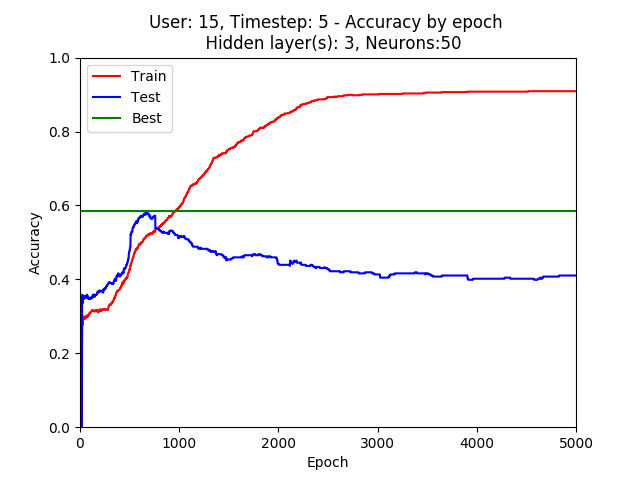 User: 15, Timestep: 5 - Accuracy by epoch
Hidden layer(s): 3, Neurons:50
Train
Test
Best
1.0
0.8
0.6
0.4
0.2
0.0
Accuracy
0 1000 2000 3000 4000 5000
Epoch